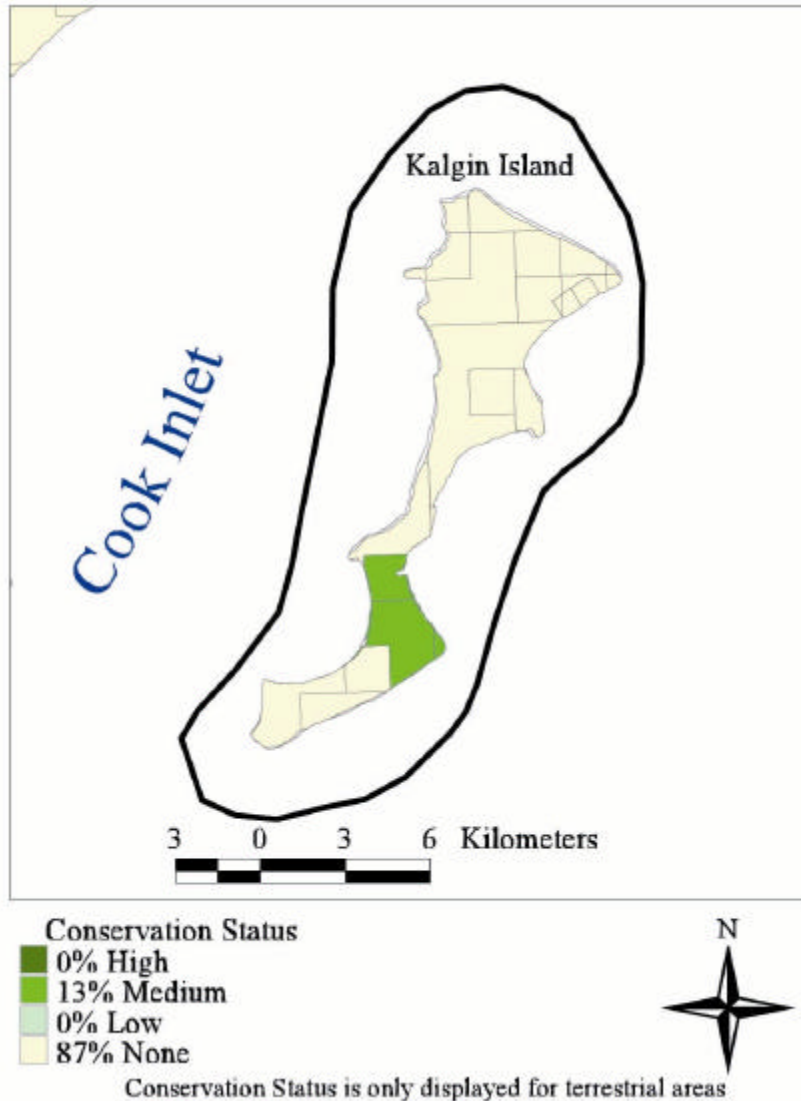 Kalgin Island
Cook Inlet
3 0 3 6 Kilometers
Conservation Status
0% High
13% Medium
0% Low
87% None
N
Conservation Status is only displayed for terrestrial areas